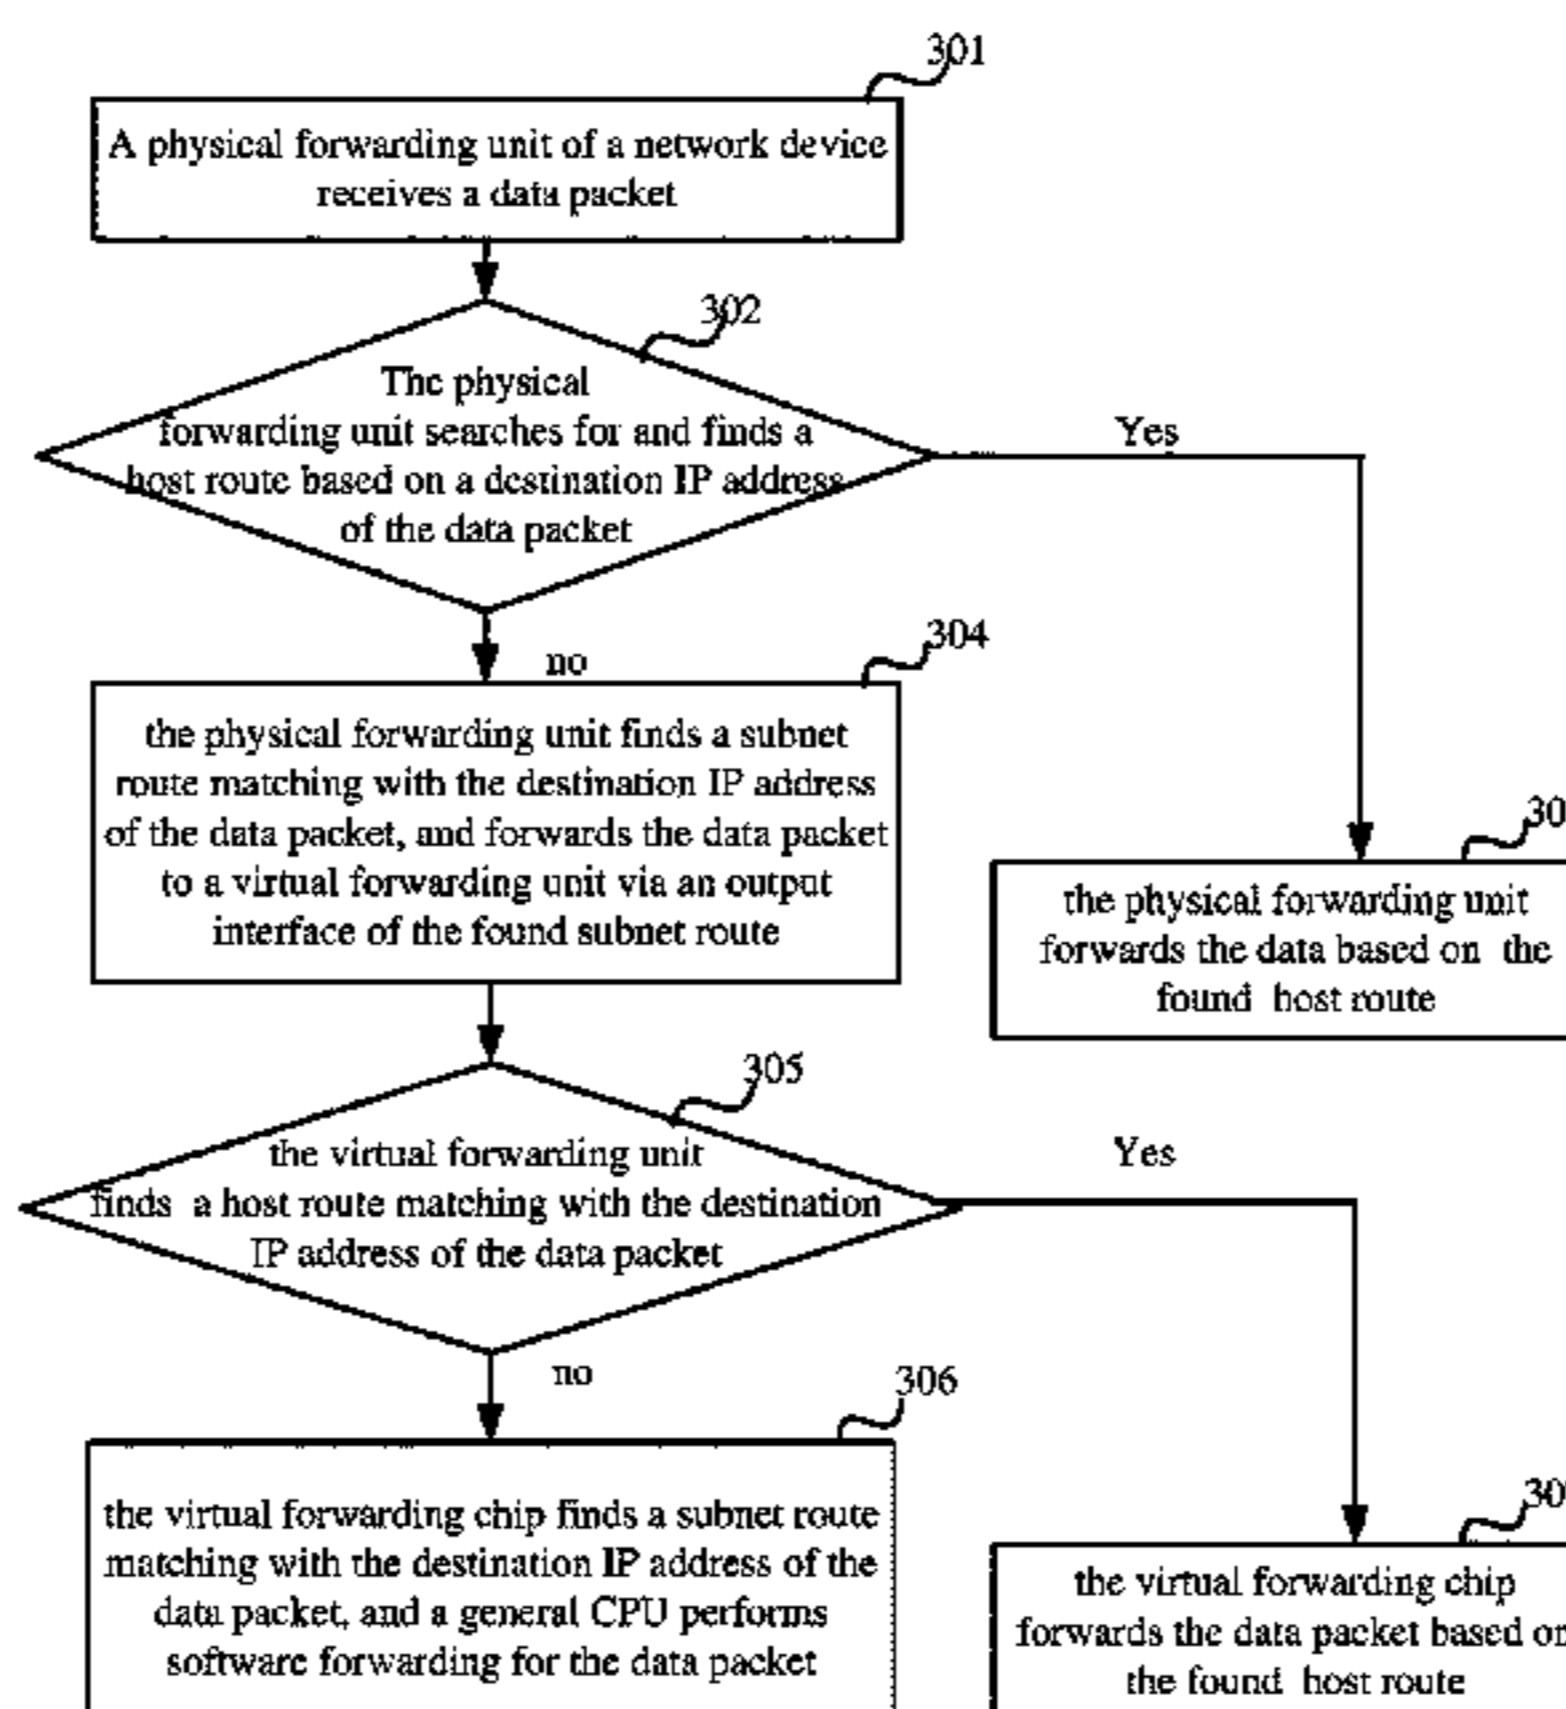 301
A physical forwarding unit of a network device
receives a data packet
302
The physical
forwarding unit searches for and finds a
host route based on a destination IP address
of the data packet
Yes
no
304
the physical forwarding unit finds a subnet
route matching with the destination IP address
of the data packet, and forwards the data packet
to a virtual forwarding unit via an output
interface of the found subnet route
30
the physical forwarding unit
forwards the data based on the
found host route
305
the virtual forwarding unit
finds a host route matching with the destination
IP address of the data packet
Yes
no
306
the virtual forwarding chip finds a subnet route
matching with the destination IP address of the
data packet, and a general CPU performs
software forwarding for the data packet
30
the virtual forwarding chip
forwards the data packet based on
the found host route